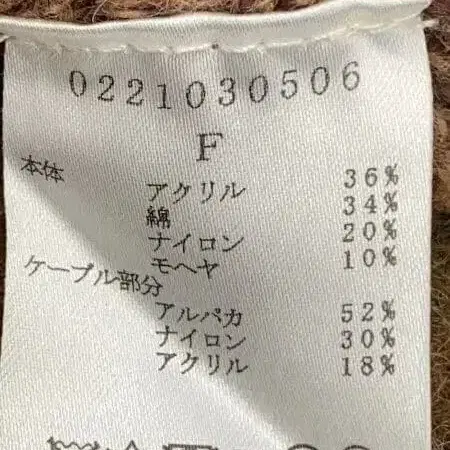 0221030506
F
本体
アクリル 36%
綿 34%
ナイロン 20%
モヘヤ 10%
ケーブル部分
アルパカ 52%
ナイロン 30%
アクリル 18%